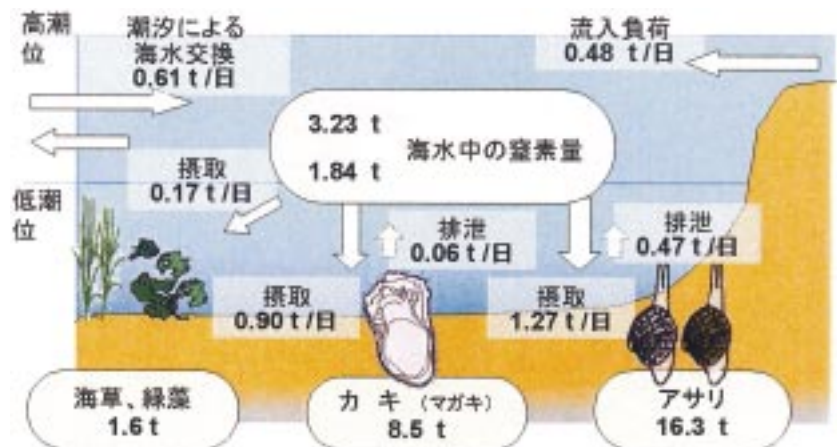 高潮位
潮汐による
海水交換
0.61 t/日
流入負荷
0.48 t/日
3.23 t
1.84 t
海水中の窒素量
摂取
0.17 t/日
低潮位
排泄
0.06 t/日
排泄
0.47 t/日
摂取
0.90 t/日
摂取
1.27 t/日
海草、緑藻
1.6 t
カ キ (マガキ)
8.5 t
アサリ
16.3 t